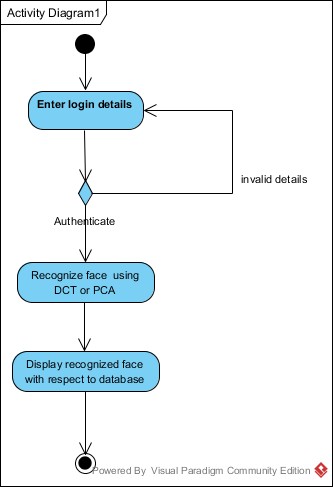 Activity Diagram1
Enter login details
invalid details
Authenticate
Recognize face using
DCT or PCA
Display recognized face
with respect to database
Powered By Visual Paradigm Community Edition